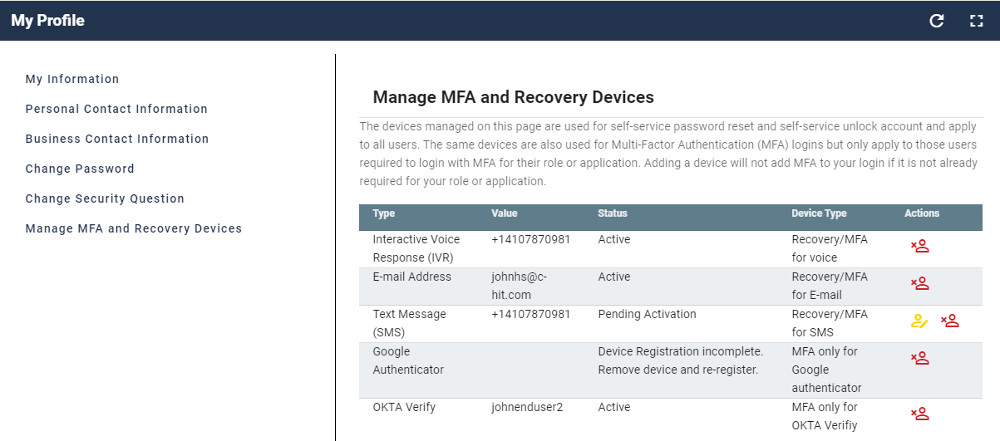 My Profile
My Information
Personal Contact Information
Business Contact Information
Change Password
Change Security Question
Manage MFA and Recovery Devices
Manage MFA and Recovery Devices
The devices managed on this page are used for self-service password reset and self-service unlock account and apply
to all users. The same devices are also used for Multi-Factor Authentication (MFA) logins but only apply to those users
required to login with MFA for their role or application. Adding a device will not add MFA to your login if it is not already
required for your role or application.
Type Value Status Device Type Actions
Interactive Voice +14107870981 Active Recovery/MFA
Response (IVR) for voice
E-mail Address johnhs@c- Active Recovery/MFA
hit.com for E-mail
Text Message +14107870981 Pending Activation Recovery/MFA
(SMS) for SMS
Google Device Registration incomplete. MFA only for
Authenticator Remove device and re-register. Google
authenticator
OKTA Verify johnenduser2 Active MFA only for
OKTA Verifiy